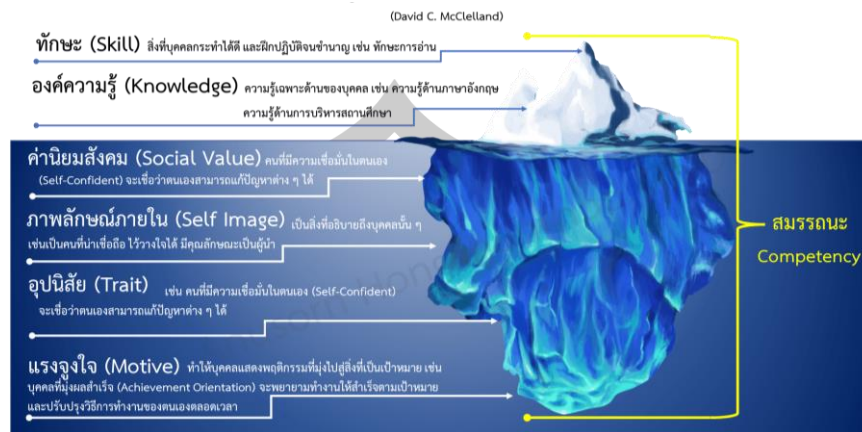 (David C. McClelland)
ทักษะ (Skill) สิ่งที่บุคคลกระทำได้ดี และฝึกปฏิบัติจนชำนาญ เช่น ทักษะการอ่าน
องค์ความรู้ (Knowledge) ความรู้เฉพาะด้านของบุคคล เช่น ความรู้ด้านภาษาอังกฤษ
ความรู้ด้านการบริหารสถานศึกษา
ค่านิยมสังคม (Social Value) คนที่มีความเชื่อมั่นในตนเอง
(Self-Confident) จะเชื่อว่าตนเองสามารถแก้ปัญหาต่าง ๆ ได้
ภาพลักษณ์ภายใน (Self Image) เป็นสิ่งที่อธิบายถึงบุคคลนั้น ๆ
เช่นเป็นคนที่น่าเชื่อถือ ไว้วางใจได้ มีคุณลักษณะเป็นผู้นำ
อุปนิสัย (Trait) เช่น คนที่มีความเชื่อมั่นในตนเอง (Self-Confident)
จะเชื่อว่าตนเองสามารถแก้ปัญหาต่าง ๆ ได้
แรงจูงใจ (Motive) ทำให้บุคคลแสดงพฤติกรรมที่มุ่งไปสู่สิ่งที่เป็นเป้าหมาย เช่น
บุคคลที่มุ่งผลสำเร็จ (Achievement Orientation) จะพยายามทำงานให้สำเร็จตามเป้าหมาย
และปรับปรุงวิธีการทำงานของตนเองตลอดเวลา
สมรรถนะ
Competency